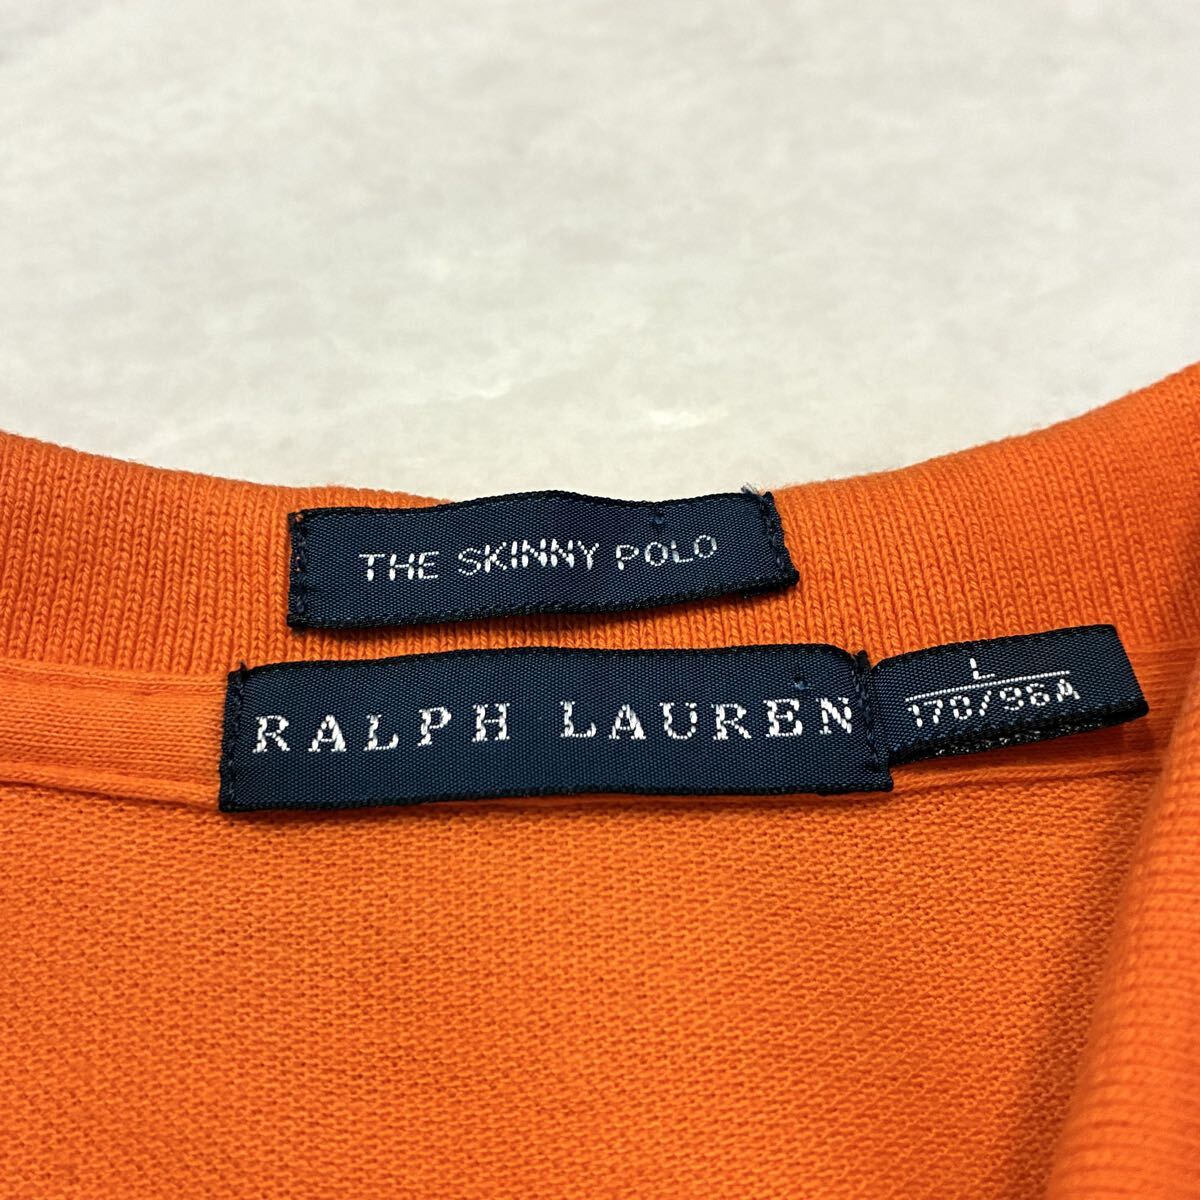 THE SKINNY POLO
RALPH LAUREN
L
170/96A